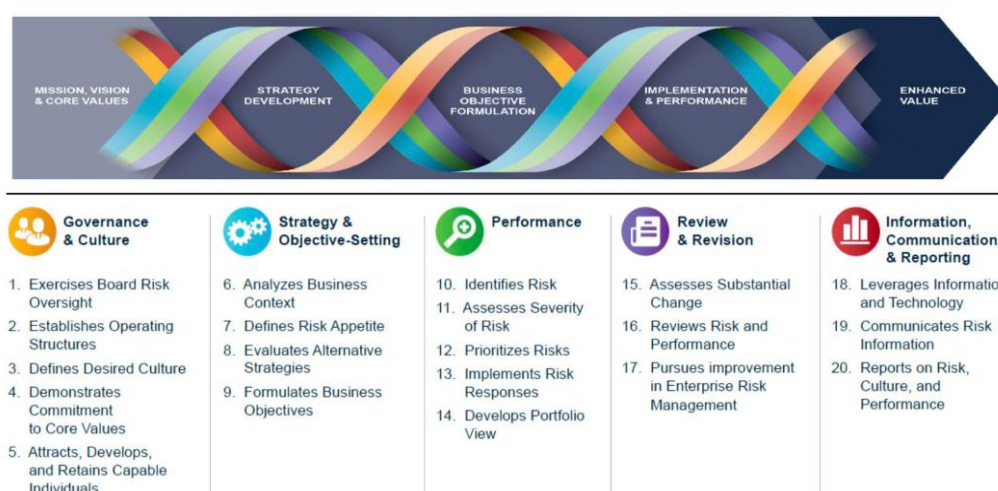 MISSION, VISION
& CORE VALUES
STRATEGY
DEVELOPMENT
BUSINESS
OBJECTIVE
FORMULATION
IMPLEMENTATION
& PERFORMANCE
ENHANCED
VALUE
Governance
& Culture
1. Exercises Board Risk
Oversight
2. Establishes Operating
Structures
3. Defines Desired Culture
4. Demonstrates
Commitment
to Core Values
5. Attracts, Develops,
and Retains Capable
Individuals
Strategy &
Objective-Setting
6. Analyzes Business
Context
7. Defines Risk Appetite
8. Evaluates Alternative
Strategies
9. Formulates Business
Objectives
Performance
10. Identifies Risk
11. Assesses Severity
of Risk
12. Prioritizes Risks
13. Implements Risk
Responses
14. Develops Portfolio
View
Review
& Revision
15. Assesses Substantial
Change
16. Reviews Risk and
Performance
17. Pursues improvement
in Enterprise Risk
Management
Information,
Communication
& Reporting
18. Leverages Informatio
and Technology
19. Communicates Risk
Information
20. Reports on Risk,
Culture, and
Performance